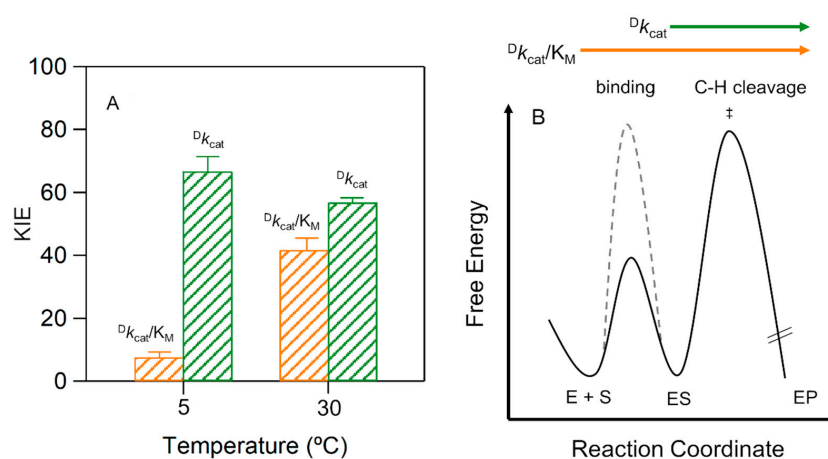 100
80
60
40
20
0
KIE
A
ᴰkcat/KM
ᴰkcat
ᴰkcat/KM
ᴰkcat
5
30
Temperature (ºC)
ᴰkcat
ᴰkcat/KM
binding
C-H cleavage
‡
B
Free Energy
E + S
ES
EP
Reaction Coordinate